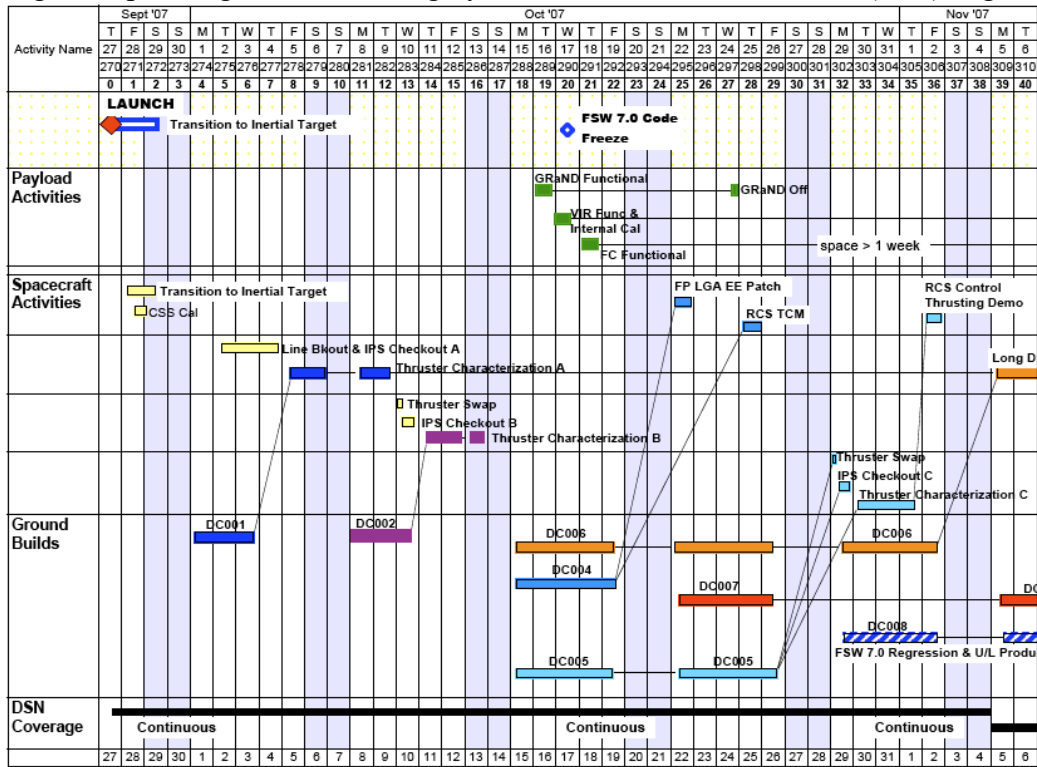 Sept '07 Oct '07 Nov '07
T F S S M T W T F S S M T W T F S S M T W T F S S M T W T F S S M T W T F S S M T
Activity Name 27 28 29 30 1 2 3 4 5 6 7 8 9 10 11 12 13 14 15 16 17 18 19 20 21 22 23 24 25 26 27 28 29 30 31 1 2 3 4 5 6
270 271 272 273 274 275 276 277 278 279 280 281 282 283 284 285 286 287 288 289 290 291 292 293 294 295 296 297 298 299 300 301 302 303 304 305 306 307 308 309 310
0 1 2 3 4 5 6 7 8 9 10 11 12 13 14 15 16 17 18 19 20 21 22 23 24 25 26 27 28 29 30 31 32 33 34 35 36 37 38 39 40
LAUNCH
Transition to Inertial Target
FSW 7.0 Code
Freeze
Payload
Activities
GRaND Functional
GRaND Off
VIR Func &
Internal Cal
FC Functional
space > 1 week
Spacecraft
Activities
Transition to Inertial Target
CSS Cal
FP LGA EE Patch
RCS TCM
RCS Control
Thrusting Demo
Line Bkout & IPS Checkout A
Thruster Characterization A
Long D
Thruster Swap
IPS Checkout B
Thruster Characterization B
Thruster Swap
IPS Checkout C
Thruster Characterization C
Ground
Builds
DC001
DC002
DC006
DC006
DC004
DC007
DC
DC008
FSW 7.0 Regression & U/L Produ
DC005
DC005
DSN
Coverage
Continuous
Continuous
Continuous
27 28 29 30 1 2 3 4 5 6 7 8 9 10 11 12 13 14 15 16 17 18 19 20 21 22 23 24 25 26 27 28 29 30 31 1 2 3 4 5 6